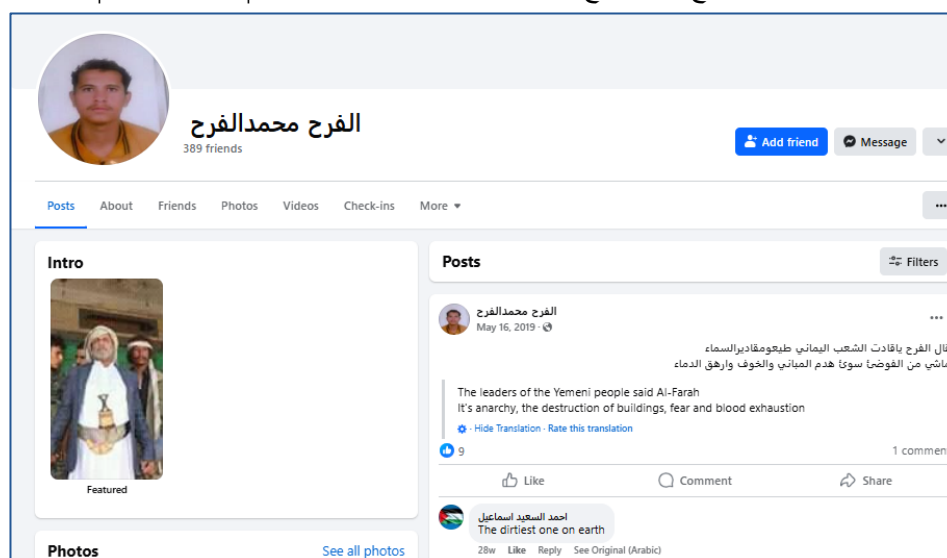 الفرح محمدالفرح
389 friends
Add friend
Message
Posts
About
Friends
Photos
Videos
Check-ins
More
Intro
Featured
Photos
See all photos
Posts
Filters
الفرح محمدالفرح
May 16, 2019
قال الفرح ياقادت الشعب اليماني طيعومقاديرالسماء
ماشي من الفوضئ سوئ هدم المباني والخوف وارهق الدماء
The leaders of the Yemeni people said Al-Farah
It's anarchy, the destruction of buildings, fear and blood exhaustion
· Hide Translation · Rate this translation
9
1 commen
Like
Comment
Share
احمد السعيد اسماعيل
The dirtiest one on earth
28w Like Reply See Original (Arabic)